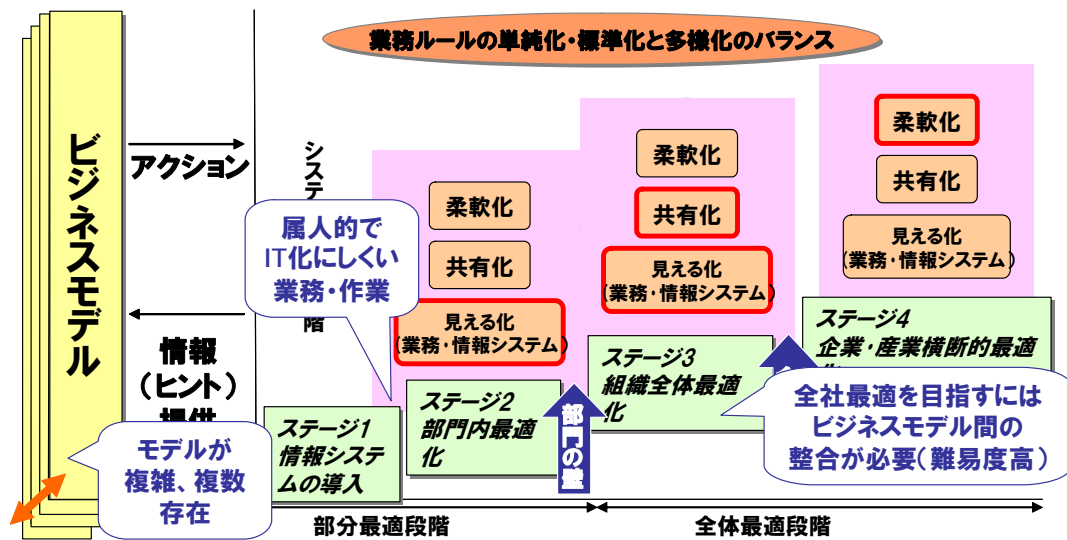 業務ルールの単純化・標準化と多様化のバランス
ビジネスモデル
アクション
情報
（ヒント）
提供
モデルが
複雑、複数
存在
システ
階
属人的で
IT化にしくい
業務・作業
柔軟化
共有化
見える化
(業務・情報システム)
柔軟化
共有化
見える化
(業務・情報システム)
柔軟化
共有化
見える化
(業務・情報システム)
ステージ1
情報システ
ムの導入
ステージ2
部門内最適
化
部門の壁
ステージ3
組織全体最適
化
ステージ4
企業・産業横断的最適
全社最適を目指すには
ビジネスモデル間の
整合が必要（難易度高）
部分最適段階
全体最適段階